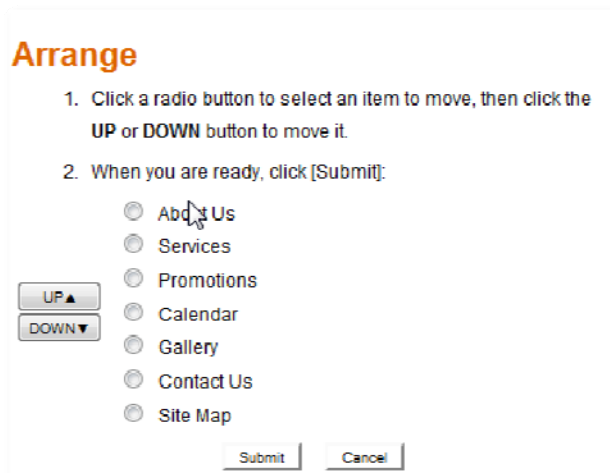 Arrange
1. Click a radio button to select an item to move, then click the
UP or DOWN button to move it.
2. When you are ready, click [Submit]:
About Us
Services
Promotions
UP▲
Calendar
DOWN▼
Gallery
Contact Us
Site Map
Submit Cancel